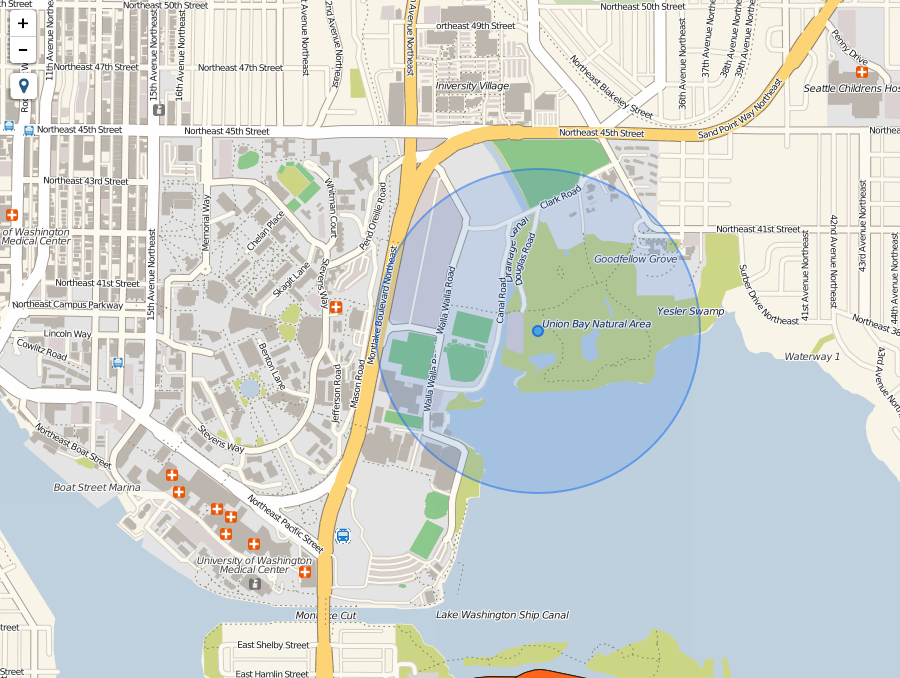 Northeast 50th Street
Northeast 50th Street
ortheast 49th Street
+
−
11th Avenue Northeast
15th Avenue Northeast
16th Avenue Northeast
Avenue Northeast
2nd Avenue Northeast
Avenue Northeast
36th Avenue Northeast
37th Avenue Northeast
38th Avenue Northeast
39th Avenue Northeast
Penny Drive
Northeast 47th Street
Northeast 47th Street
Northeast Blakeley Street
University Village
Seattle Childrens Hos
Sand Point Way Northeast
Northeast 45th Street
Northeast 45th Street
Northeast 45th Street
Northea
Northeast 43rd Street
Memorial Way
Whitman Court
Pend Oreille Road
Chelan Place
Clark Road
of Washington
Medical Center
15th Avenue Northeast
Skagit Lane
Stevens Way
Montlake Boulevard Northeast
Walla Walla Road
Canal Road
Drainage Canal
Douglas Road
Goodfellow Grove
Northeast 41st Street
41st Avenue Northeast
42nd Avenue Northeast
43rd Avenue Northeast
44th Avenue Northeast
Surber Drive Northeast
Northeast 41st Street
Northeast Campus Parkway
Lincoln Way
Cowlitz Road
Union Bay Natural Area
Yesler Swamp
Northeast 38
Waterway 1
43rd Avenue No
Benton Lane
Jefferson Road
Mason Road
Walla Walla R
Stevens Way
Northeast Boat Street
Boat Street Marina
Northeast Pacific Street
University of Washington
Medical Center
Montlake Cut
Lake Washington Ship Canal
treet
East Shelby Street
Street
East Hamlin Street